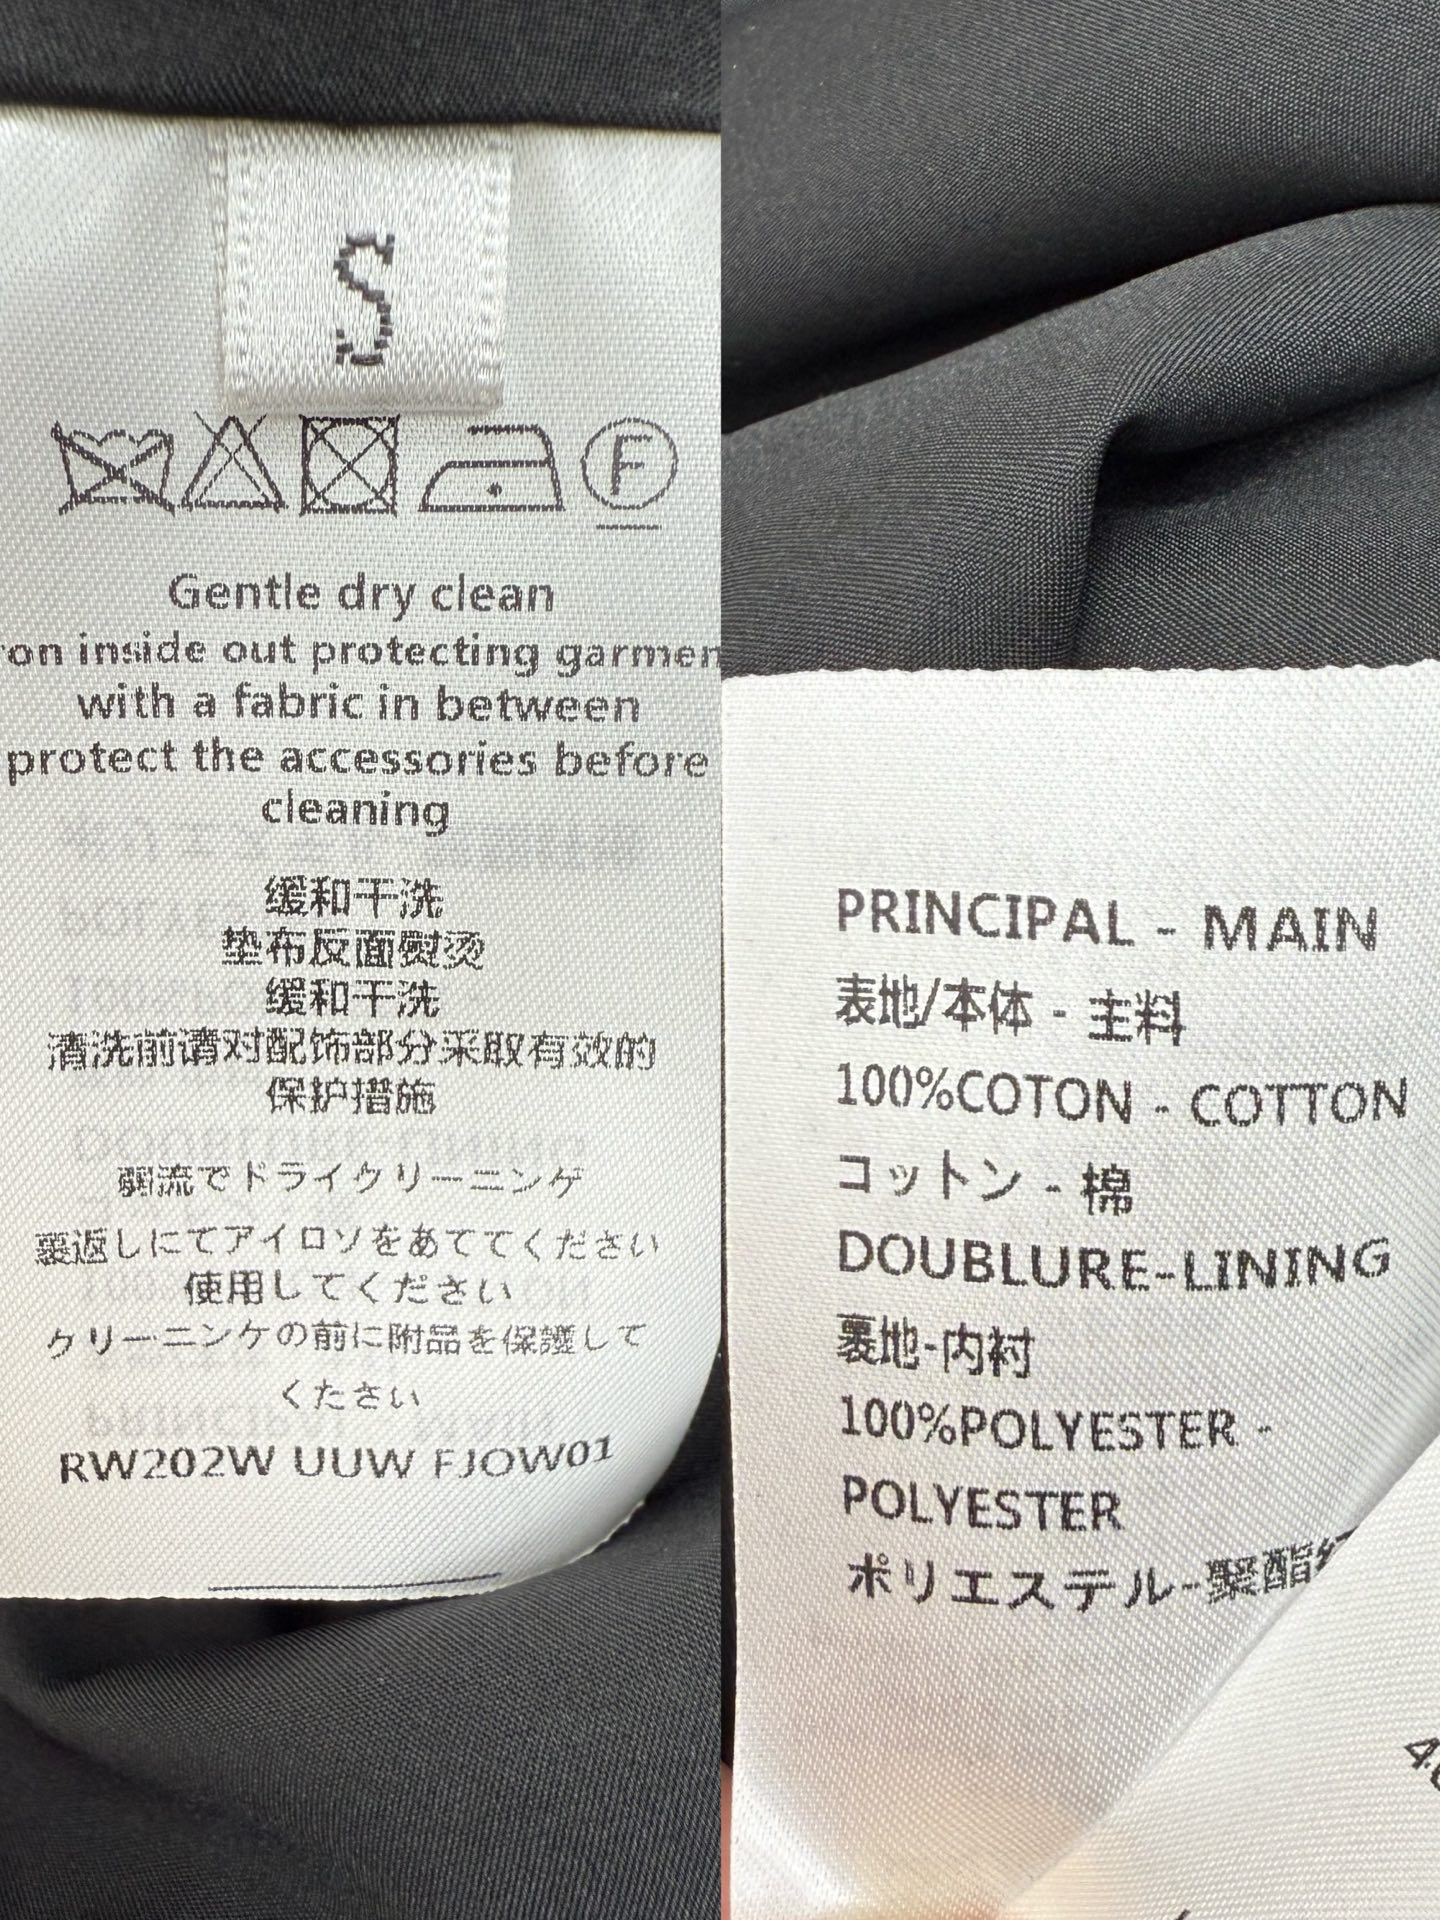 S
F
Gentle dry clean
on inside out protecting garmen
with a fabric in between
protect the accessories before
cleaning
缓和干洗
垫布反面熨烫
缓和干洗
清洗前请对配饰部分采取有效的
保护措施
弱流でドライクリーニンゲ
裏返しにてアイロソをあててください
使用してください
クリーニンケの前に附品を保護して
ください
RW202W UUW FJOW01
PRINCIPAL - MAIN
表地/本体 - 主料
100%COTON - COTTON
コットン - 棉
DOUBLURE-LINING
裏地-内衬
100%POLYESTER -
POLYESTER
ポリエステル-聚酯